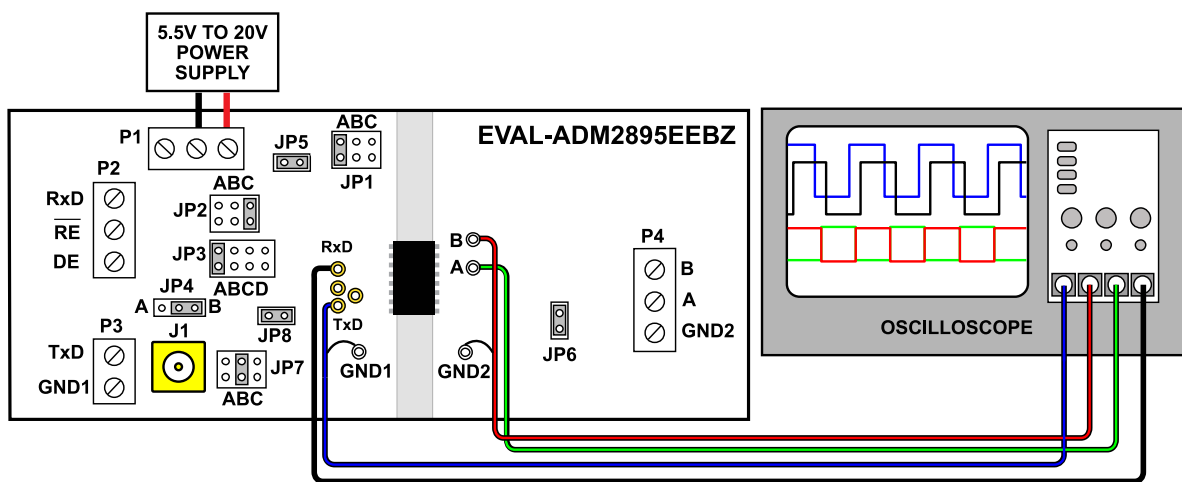 5.5V TO 20V
POWER
SUPPLY
P1
JP5
ABC
JP1
EVAL-ADM2895EEBZ
P2
RxD
RE
DE
ABC
JP2
JP3
ABCD
JP4
A
B
J1
JP8
P3
TxD
GND1
JP7
ABC
RxD
TxD
GND1
B
A
GND2
JP6
P4
B
A
GND2
OSCILLOSCOPE